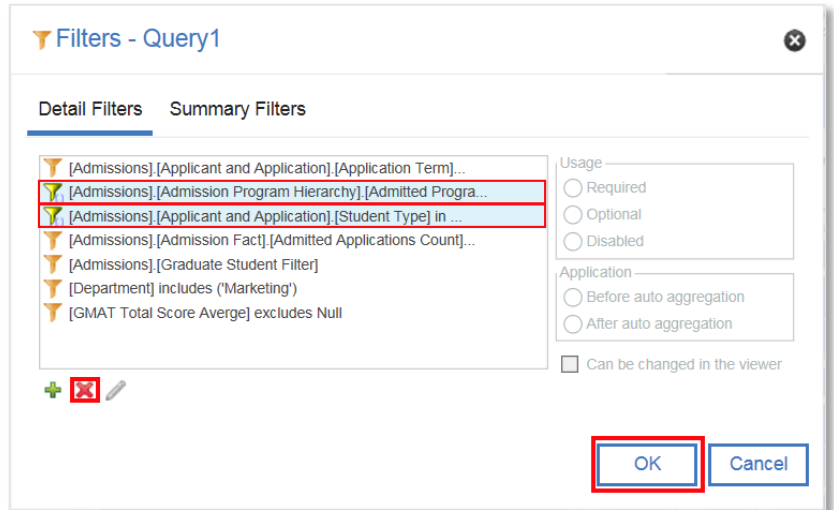 Filters - Query1
Detail Filters Summary Filters
[Admissions].[Applicant and Application].[Application Term]...
[Admissions].[Admission Program Hierarchy].[Admitted Progra...
[Admissions].[Applicant and Application].[Student Type] in ...
[Admissions].[Admission Fact].[Admitted Applications Count]...
[Admissions].[Graduate Student Filter]
[Department] includes ('Marketing')
[GMAT Total Score Averge] excludes Null
Usage
Required
Optional
Disabled
Application
Before auto aggregation
After auto aggregation
Can be changed in the viewer
OK Cancel